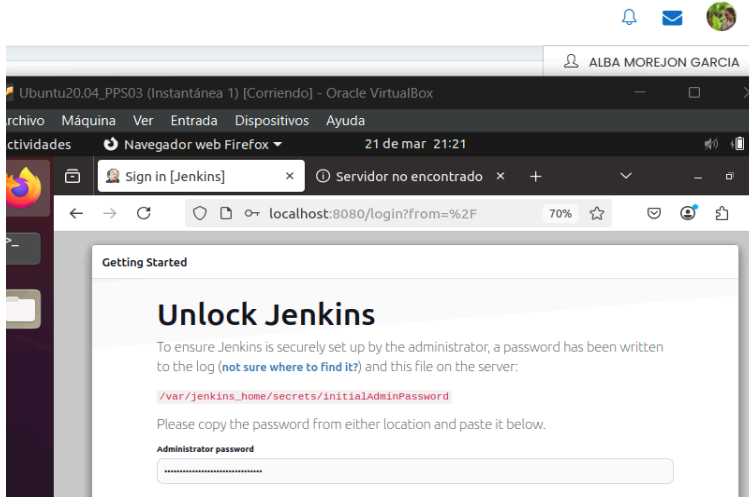 ALBA MOREJON GARCIA
Ubuntu20.04_PPS03 (Instantánea 1) [Corriendo] - Oracle VirtualBox
rchivo Máquina Ver Entrada Dispositivos Ayuda
ctividades Navegador web Firefox 21 de mar 21:21
Sign in [Jenkins] × Servidor no encontrado × +
localhost:8080/login?from=%2F 70%
Getting Started
Unlock Jenkins
To ensure Jenkins is securely set up by the administrator, a password has been written
to the log (not sure where to find it?) and this file on the server:
/var/jenkins_home/secrets/initialAdminPassword
Please copy the password from either location and paste it below.
Administrator password
••••••••••••••••••••••••••••••••